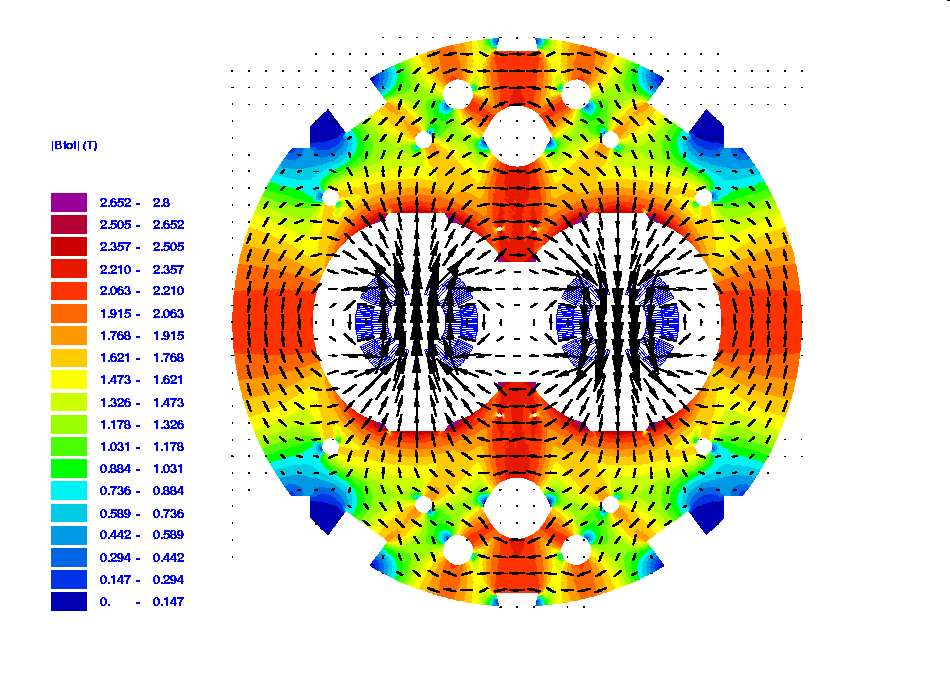 |Btot| (T)
2.652 - 2.8
2.505 - 2.652
2.357 - 2.505
2.210 - 2.357
2.063 - 2.210
1.915 - 2.063
1.768 - 1.915
1.621 - 1.768
1.473 - 1.621
1.326 - 1.473
1.178 - 1.326
1.031 - 1.178
0.884 - 1.031
0.736 - 0.884
0.589 - 0.736
0.442 - 0.589
0.294 - 0.442
0.147 - 0.294
0. - 0.147